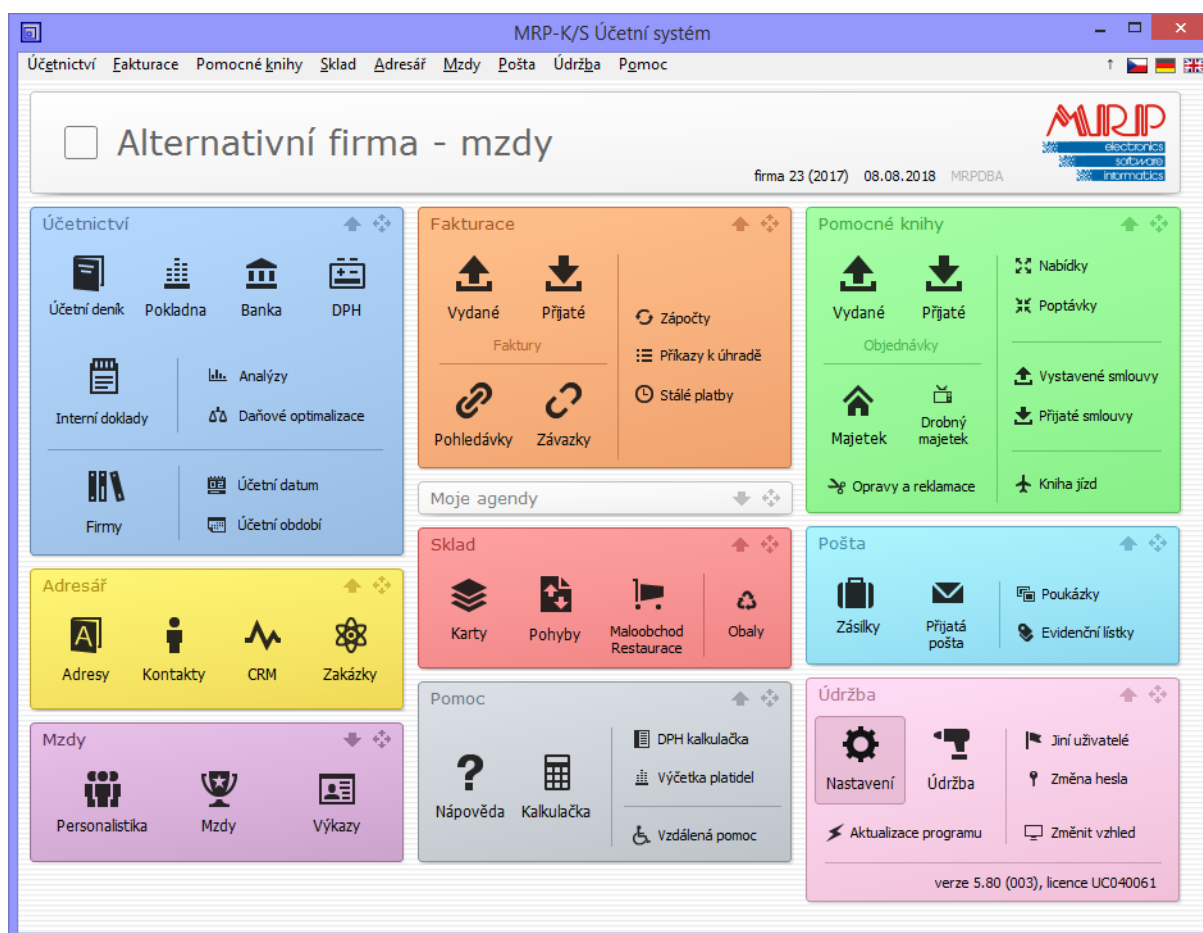 MRP-K/S Účetní systém
Účetnictví Fakturace Pomocné knihy Sklad Adresář Mzdy Pošta Údržba Pomoc
Alternativní firma - mzdy
firma 23 (2017) 08.08.2018 MRPDBA
MRP
electronics
software
informatics
Účetnictví
Účetní deník Pokladna Banka DPH
Interní doklady
Analýzy
Daňové optimalizace
Firmy
Účetní datum
Účetní období
Adresář
Adresy Kontakty CRM Zakázky
Mzdy
Personalistika Mzdy Výkazy
Fakturace
Vydané Přijaté
Faktury
Pohledávky Závazky
Zápočty
Příkazy k úhradě
Stálé platby
Moje agendy
Sklad
Karty Pohyby Maloobchod
Restaurace
Obaly
Pomoc
Nápověda Kalkulačka
DPH kalkulačka
Výčetka platidel
Vzdálená pomoc
Pomocné knihy
Vydané Přijaté
Objednávky
Majetek Drobný
majetek
Opravy a reklamace
Nabídky
Poptávky
Vystavené smlouvy
Přijaté smlouvy
Kniha jízd
Pošta
Zásilky Přijatá
pošta
Poukázky
Evidenční lístky
Údržba
Nastavení Údržba
Aktualizace programu
Jiní uživatelé
Změna hesla
Změnit vzhled
verze 5.80 (003), licence UC040061